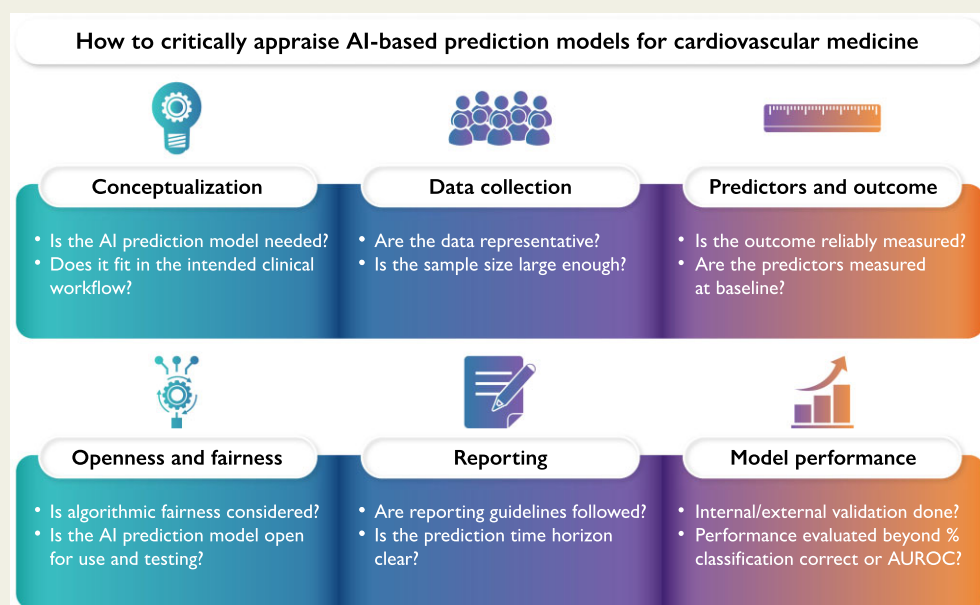 How to critically appraise AI-based prediction models for cardiovascular medicine
Conceptualization
• Is the AI prediction model needed?
• Does it fit in the intended clinical
workflow?
Data collection
• Are the data representative?
• Is the sample size large enough?
Predictors and outcome
• Is the outcome reliably measured?
• Are the predictors measured
at baseline?
Openness and fairness
• Is algorithmic fairness considered?
• Is the AI prediction model open
for use and testing?
Reporting
• Are reporting guidelines followed?
• Is the prediction time horizon
clear?
Model performance
• Internal/external validation done?
• Performance evaluated beyond %
classification correct or AUROC?